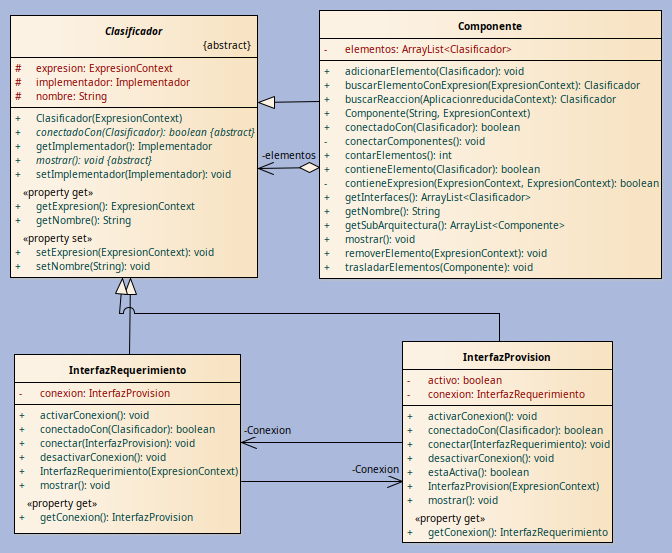 Clasificador
{abstract}
# expresion: ExpresionContext
# implementador: Implementador
# nombre: String
+ Clasificador(ExpresionContext)
+ conectadoCon(Clasificador): boolean {abstract}
+ getImplementador(): Implementador
+ mostrar(): void {abstract}
+ setImplementador(Implementador): void
«property get»
+ getExpresion(): ExpresionContext
+ getNombre(): String
«property set»
+ setExpresion(ExpresionContext): void
+ setNombre(String): void
Componente
- elementos: ArrayList<Clasificador>
+ adicionarElemento(Clasificador): void
+ buscarElementoConExpresion(ExpresionContext): Clasificador
+ buscarReaccion(AplicacionreducidaContext): Clasificador
+ Componente(String, ExpresionContext)
+ conectadoCon(Clasificador): boolean
- conectarComponentes(): void
+ contarElementos(): int
+ contieneElemento(Clasificador): boolean
- contieneExpresion(ExpresionContext, ExpresionContext): boolean
+ getInterfaces(): ArrayList<Clasificador>
+ getNombre(): String
+ getSubArquitectura(): ArrayList<Componente>
+ mostrar(): void
+ removerElemento(ExpresionContext): void
+ trasladarElementos(Componente): void
-elementos
InterfazRequerimiento
- conexion: InterfazProvision
+ activarConexion(): void
+ conectadoCon(Clasificador): boolean
+ conectar(InterfazProvision): void
+ desactivarConexion(): void
+ InterfazRequerimiento(ExpresionContext)
+ mostrar(): void
«property get»
+ getConexion(): InterfazProvision
-Conexion
-Conexion
InterfazProvision
- activo: boolean
- conexion: InterfazRequerimiento
+ activarConexion(): void
+ conectadoCon(Clasificador): boolean
+ conectar(InterfazRequerimiento): void
+ desactivarConexion(): void
+ estaActiva(): boolean
+ InterfazProvision(ExpresionContext)
+ mostrar(): void
«property get»
+ getConexion(): InterfazRequerimiento